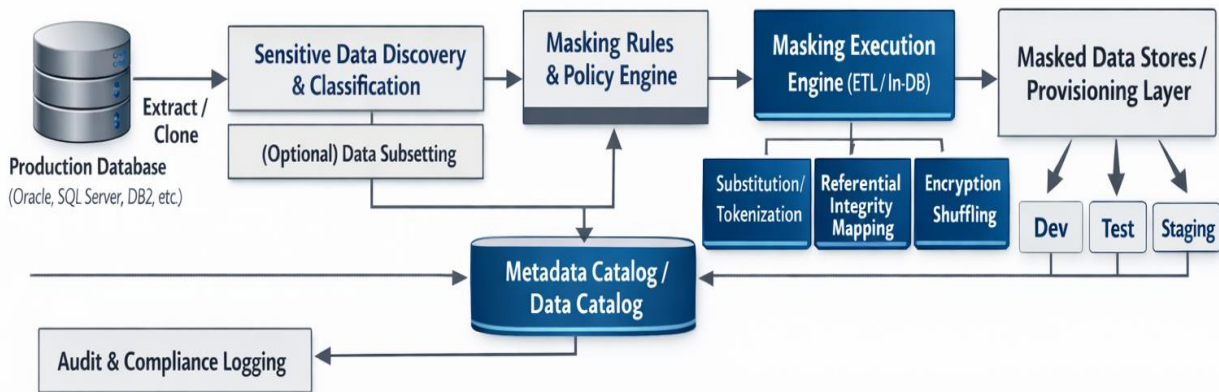 Sensitive Data Discovery
& Classification
Masking Rules
& Policy Engine
Masking Execution
Engine (ETL / In-DB)
Masked Data Stores /
Provisioning Layer
Extract /
Clone
(Optional) Data Subsetting
Production Database
(Oracle, SQL Server, DB2, etc.)
Substitution/
Tokenization
Referential
Integrity
Mapping
Encryption
Shuffling
Dev
Test
Staging
Metadata Catalog /
Data Catalog
Audit & Compliance Logging